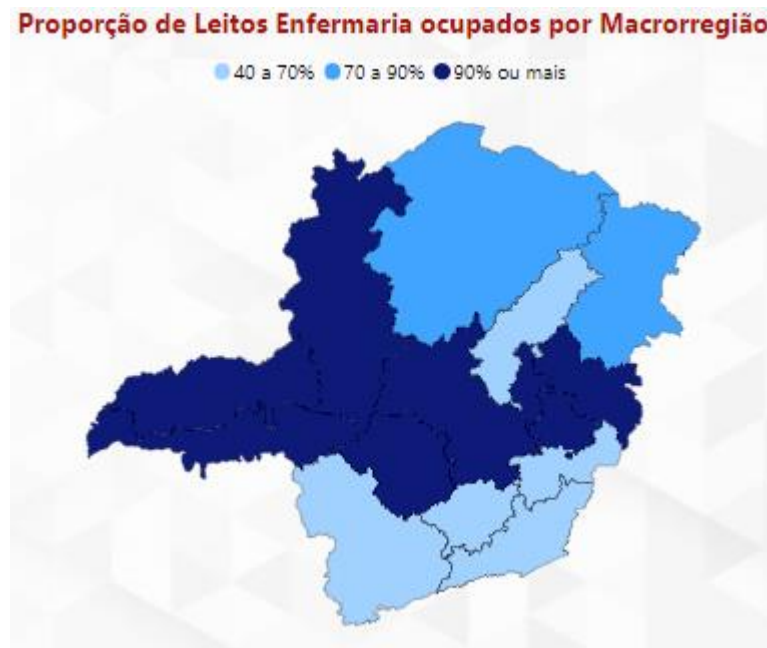 Proporção de Leitos Enfermaria ocupados por Macrorregião
40 a 70% 70 a 90% 90% ou mais